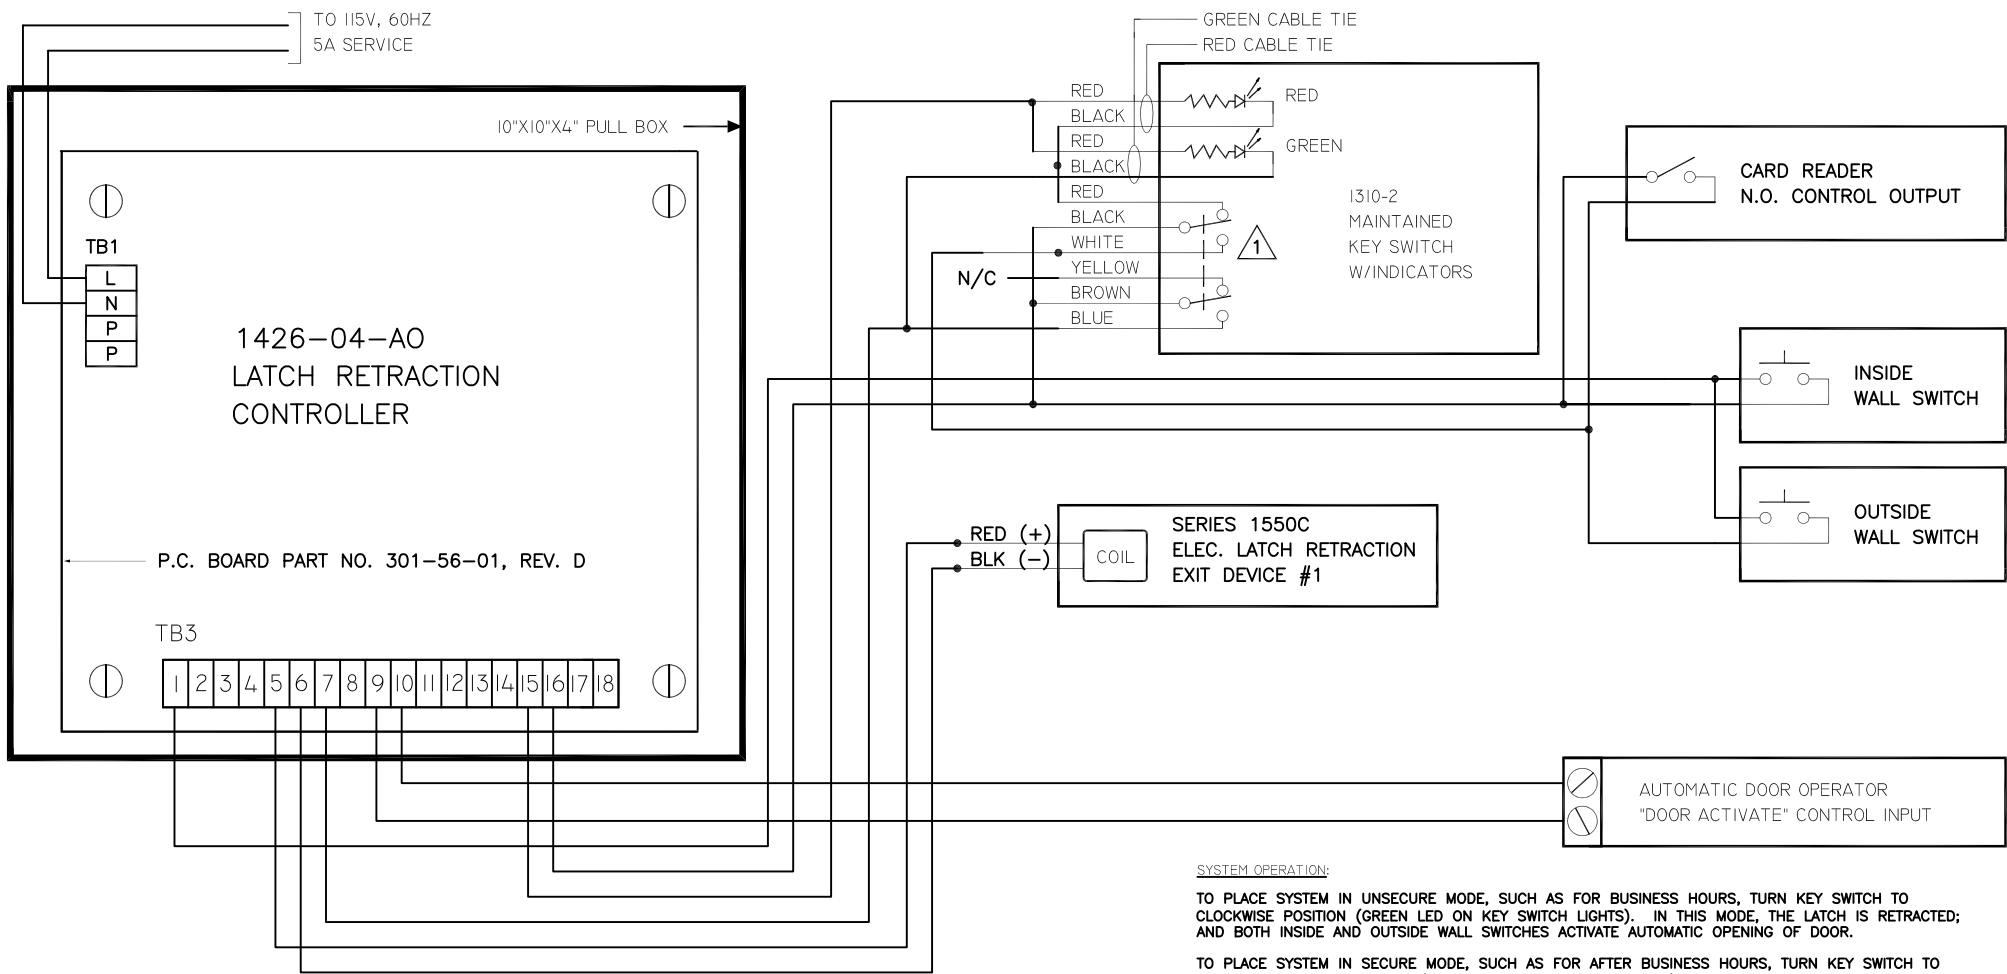 TO 115V, 60HZ
5A SERVICE
GREEN CABLE TIE
RED CABLE TIE
10"X10"X4" PULL BOX
TB1
L
N
P
P
1426-04-AO
LATCH RETRACTION
CONTROLLER
P.C. BOARD PART NO. 301-56-01, REV. D
TB3
1 2 3 4 5 6 7 8 9 10 11 12 13 14 15 16 17 18
RED
BLACK
RED
BLACK
RED
BLACK
WHITE
N/C YELLOW
BROWN
BLUE
RED
GREEN
1
1310-2
MAINTAINED
KEY SWITCH
W/INDICATORS
CARD READER
N.O. CONTROL OUTPUT
INSIDE
WALL SWITCH
OUTSIDE
WALL SWITCH
RED (+)
BLK (-)
COIL
SERIES 1550C
ELEC. LATCH RETRACTION
EXIT DEVICE #1
AUTOMATIC DOOR OPERATOR
"DOOR ACTIVATE" CONTROL INPUT
SYSTEM OPERATION:
TO PLACE SYSTEM IN UNSECURE MODE, SUCH AS FOR BUSINESS HOURS, TURN KEY SWITCH TO
CLOCKWISE POSITION (GREEN LED ON KEY SWITCH LIGHTS). IN THIS MODE, THE LATCH IS RETRACTED;
AND BOTH INSIDE AND OUTSIDE WALL SWITCHES ACTIVATE AUTOMATIC OPENING OF DOOR.
TO PLACE SYSTEM IN SECURE MODE, SUCH AS FOR AFTER BUSINESS HOURS, TURN KEY SWITCH TO